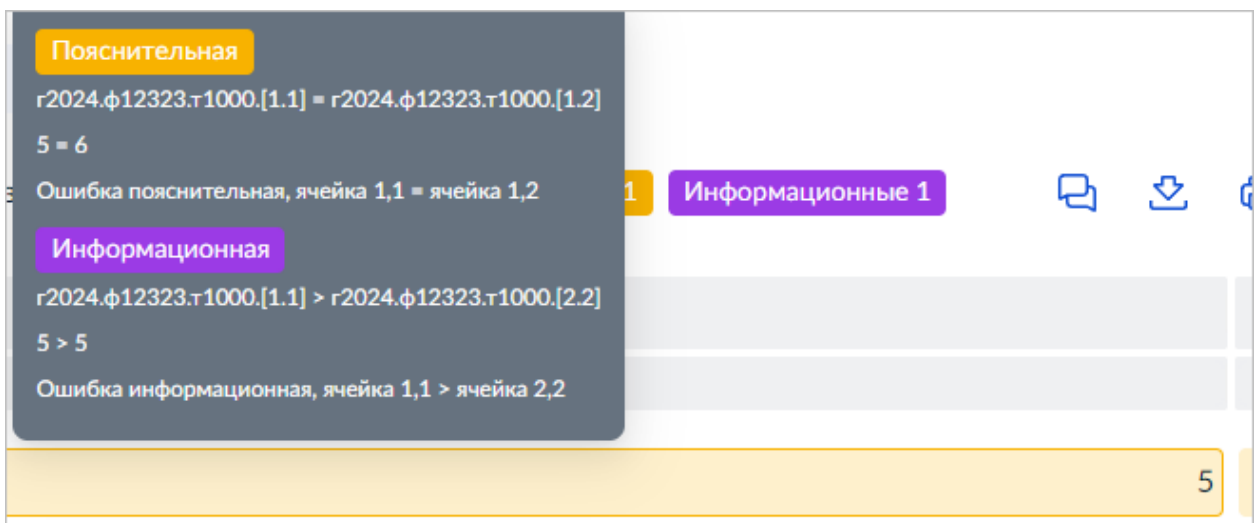 Пояснительная
г2024.ф12323.т1000.[1.1] = г2024.ф12323.т1000.[1.2]
5 = 6
Ошибка пояснительная, ячейка 1,1 = ячейка 1,2
1
Информационные 1
Информационная
г2024.ф12323.т1000.[1.1] > г2024.ф12323.т1000.[2.2]
5 > 5
Ошибка информационная, ячейка 1,1 > ячейка 2,2
5